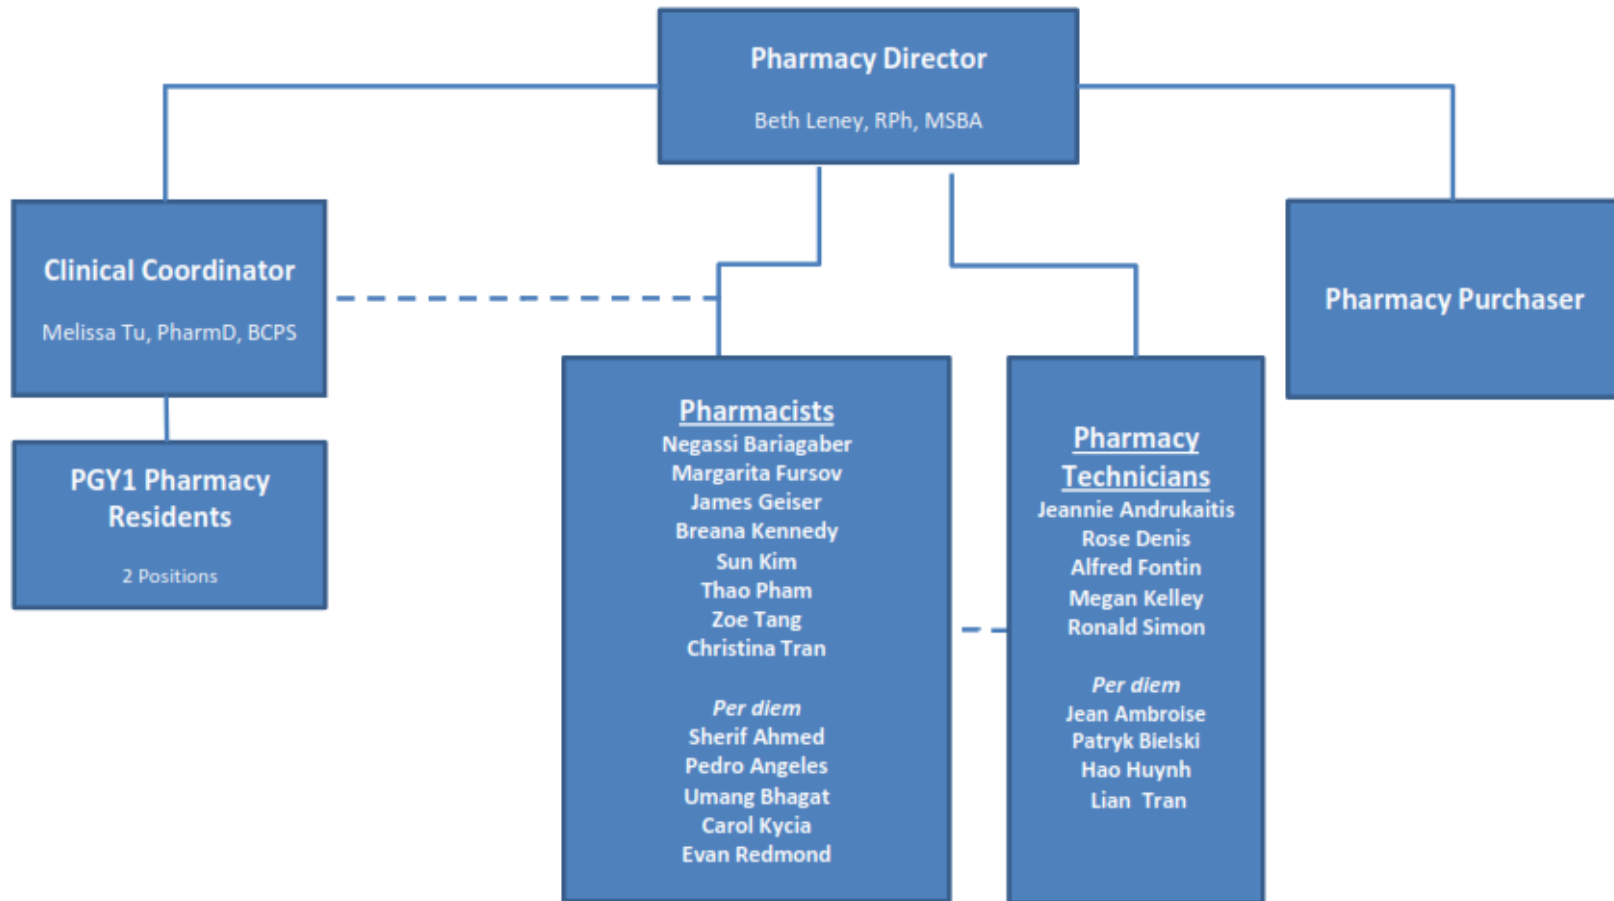 Pharmacy Director
Beth Leney, RPh, MSBA
Clinical Coordinator
Melissa Tu, PharmD, BCPS
Pharmacy Purchaser
PGY1 Pharmacy
Residents
2 Positions
Pharmacists
Negassi Bariagaber
Margarita Fursov
James Geiser
Breana Kennedy
Sun Kim
Thao Pham
Zoe Tang
Christina Tran
Per diem
Sherif Ahmed
Pedro Angeles
Umang Bhagat
Carol Kycia
Evan Redmond
Pharmacy
Technicians
Jeannie Andrukaitis
Rose Denis
Alfred Fontin
Megan Kelley
Ronald Simon
Per diem
Jean Ambroise
Patryk Bielski
Hao Huynh
Lian Tran